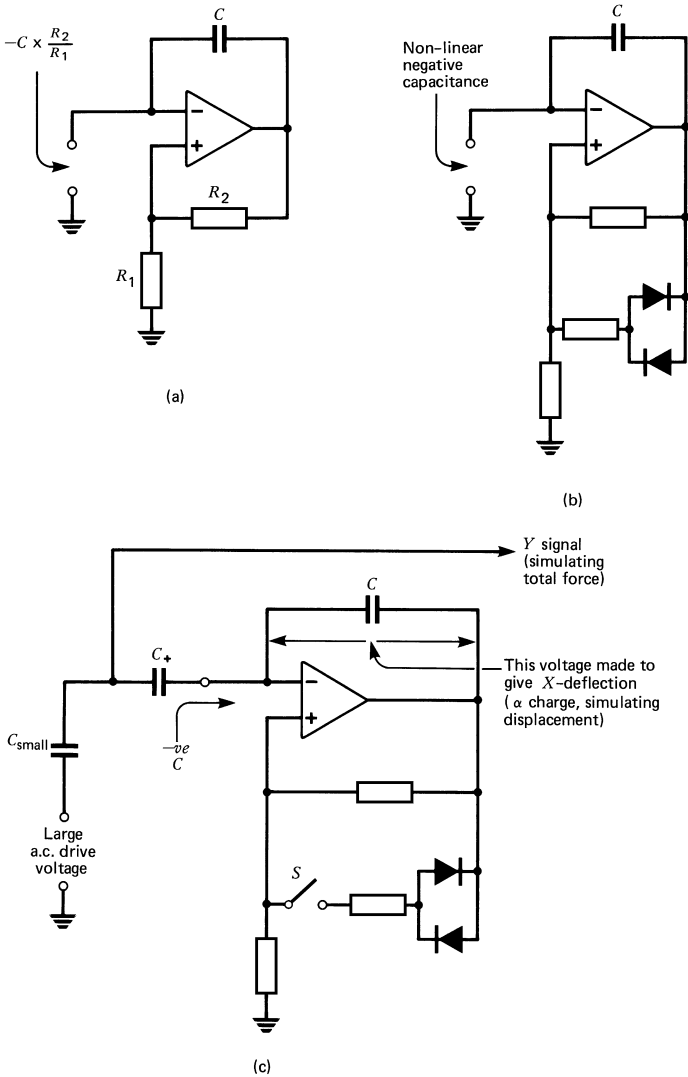 C
−C × R₂/R₁
− +
R₂
R₁
(a)
C
Non-linear
negative
capacitance
− +
(b)
Y signal
(simulating
total force)
C
C₊
This voltage made to
give X-deflection
(α charge, simulating
displacement)
− +
C small
−ve
C
Large
a.c. drive
voltage
S
(c)